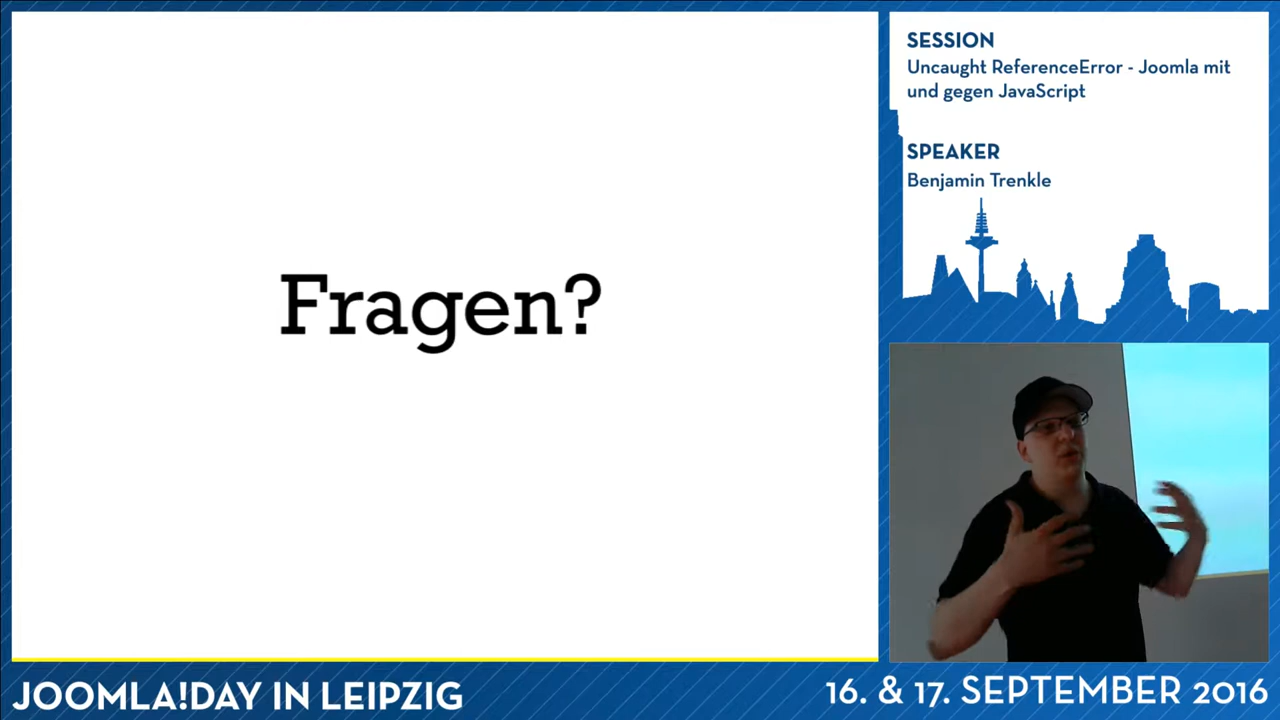 Fragen?
SESSION
Uncaught ReferenceError - Joomla mit
und gegen JavaScript
SPEAKER
Benjamin Trenkle
JOOMLA!DAY IN LEIPZIG
16. & 17. SEPTEMBER 2016